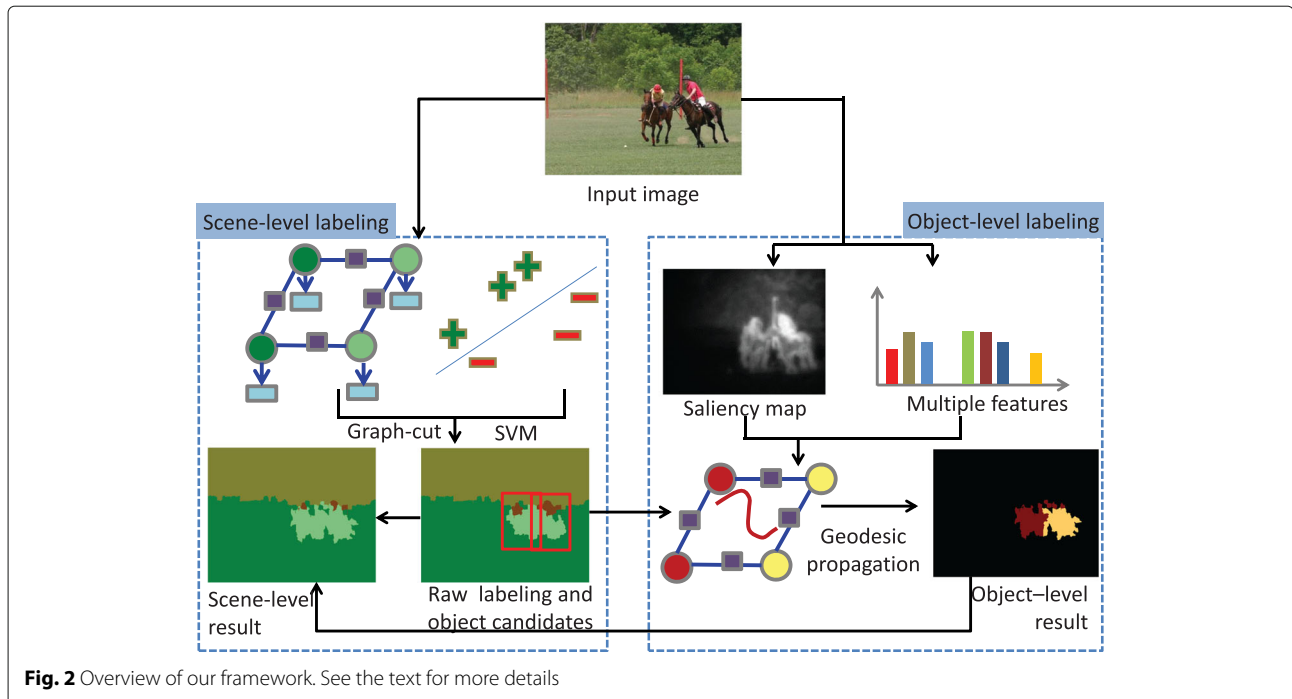 Input image
Scene-level labeling
Object-level labeling
Graph-cut
SVM
Saliency map
Multiple features
Scene-level
result
Raw labeling and
object candidates
Geodesic
propagation
Object–level
result
Fig. 2 Overview of our framework. See the text for more details